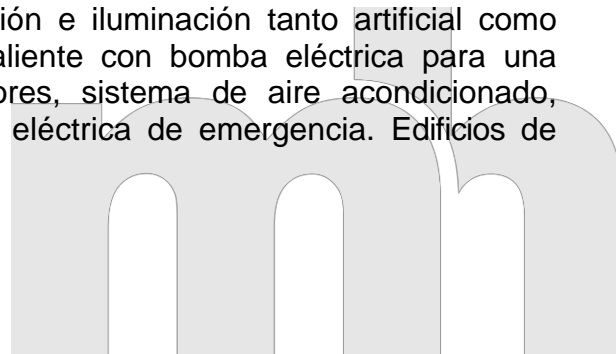 ión e iluminación tanto artificial como
aliente con bomba eléctrica para una
ores, sistema de aire acondicionado,
eléctrica de emergencia. Edificios de